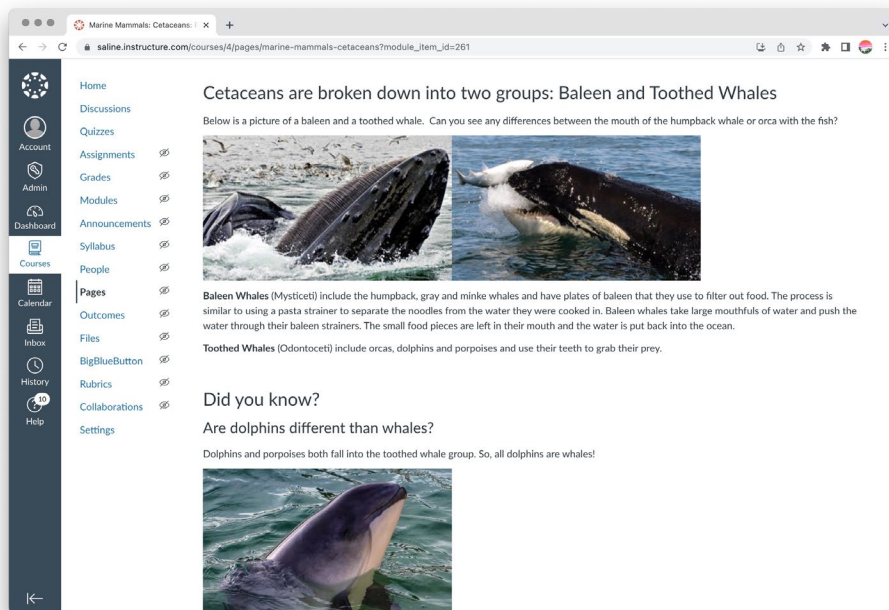 Marine Mammals: Cetaceans:
saline.instructure.com/courses/4/pages/marine-mammals-cetaceans?module_item_id=261
Account
Admin
Dashboard
Courses
Calendar
Inbox
History
10
Help
Home
Discussions
Quizzes
Assignments
Grades
Modules
Announcements
Syllabus
People
Pages
Outcomes
Files
BigBlueButton
Rubrics
Collaborations
Settings
Cetaceans are broken down into two groups: Baleen and Toothed Whales
Below is a picture of a baleen and a toothed whale. Can you see any differences between the mouth of the humpback whale or orca with the fish?
Baleen Whales (Mysticeti) include the humpback, gray and minke whales and have plates of baleen that they use to filter out food. The process is
similar to using a pasta strainer to separate the noodles from the water they were cooked in. Baleen whales take large mouthfuls of water and push the
water through their baleen strainers. The small food pieces are left in their mouth and the water is put back into the ocean.
Toothed Whales (Odontoceti) include orcas, dolphins and porpoises and use their teeth to grab their prey.
Did you know?
Are dolphins different than whales?
Dolphins and porpoises both fall into the toothed whale group. So, all dolphins are whales!